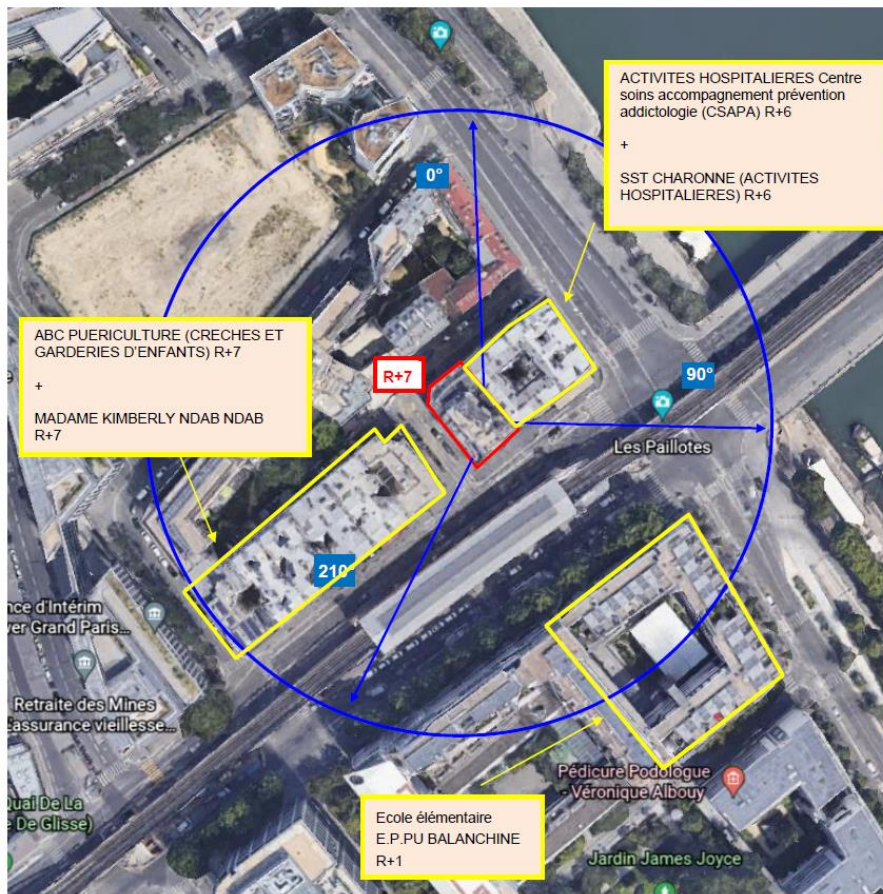 ACTIVITES HOSPITALIERES Centre
soins accompagnement prévention
addictologie (CSAPA) R+6
+
SST CHARONNE (ACTIVITES
HOSPITALIERES) R+6
0°
ABC PUERICULTURE (CRECHES ET
GARDERIES D'ENFANTS) R+7
+
MADAME KIMBERLY NDAB NDAB
R+7
R+7
90°
Les Paillotes
210°
nce d'Intérim
wer Grand Paris...
Retraite des Mines
'assurance vieillesse...
Pédicure Podologue
- Véronique Albouy
Quai De La
e De Glisse)
Ecole élémentaire
E.P.PU BALANCHINE
R+1
Jardin James Joyce